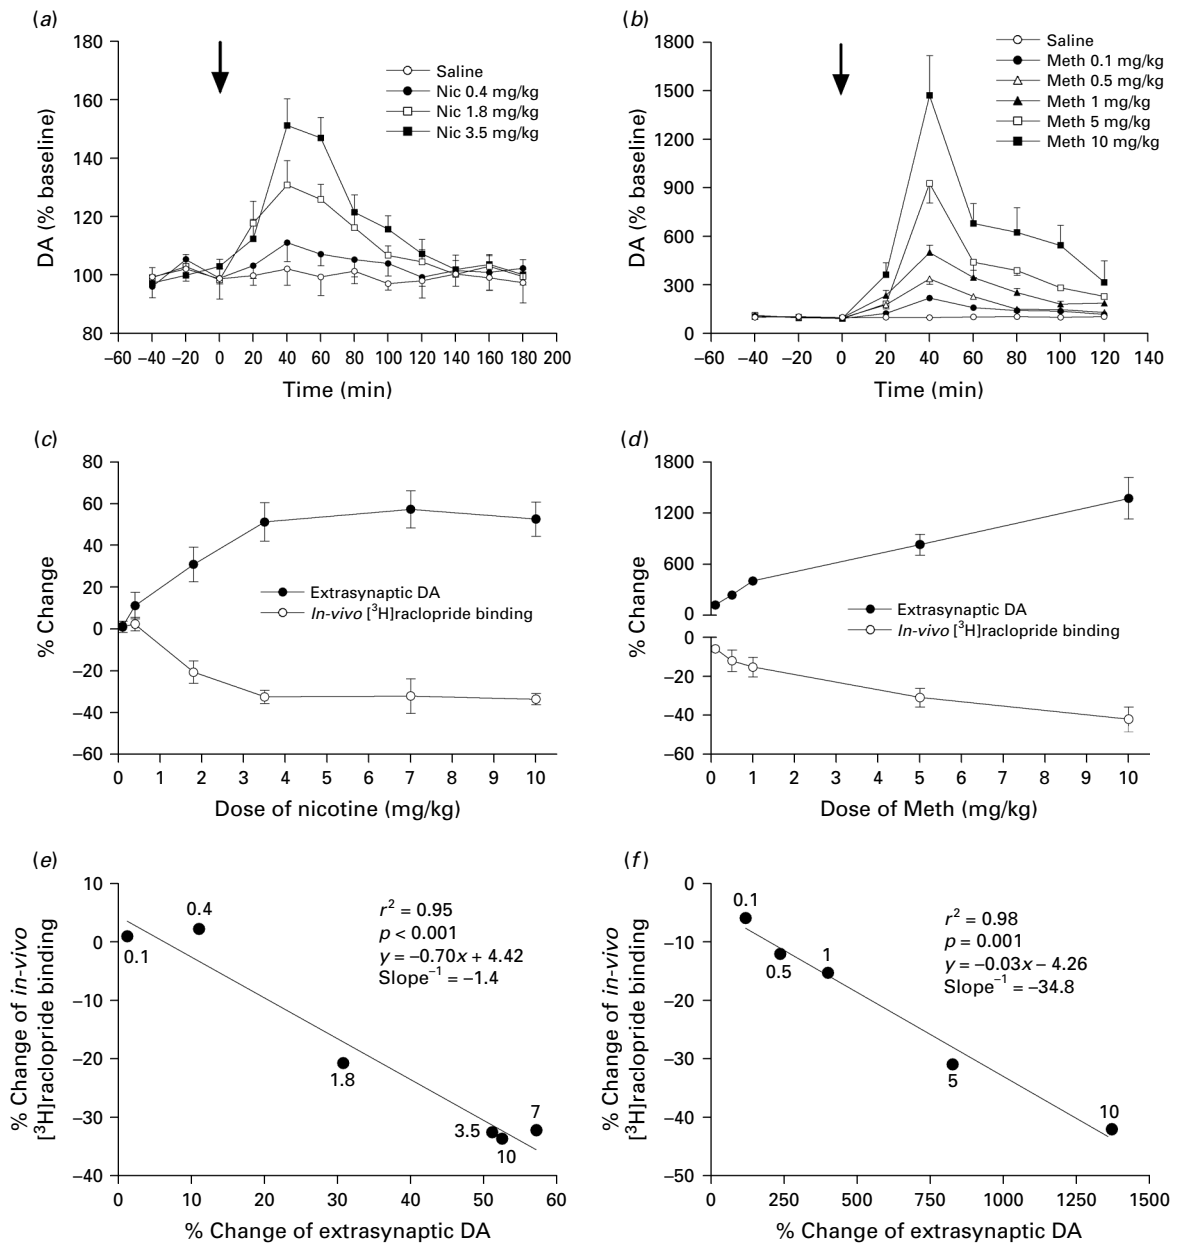 (a)
180
160
140
120
100
80
DA (% baseline)
Saline
Nic 0.4 mg/kg
Nic 1.8 mg/kg
Nic 3.5 mg/kg
−60 −40 −20 0 20 40 60 80 100 120 140 160 180 200
Time (min)
(b)
1800
1500
1200
900
600
300
0
DA (% baseline)
Saline
Meth 0.1 mg/kg
Meth 0.5 mg/kg
Meth 1 mg/kg
Meth 5 mg/kg
Meth 10 mg/kg
−60 −40 −20 0 20 40 60 80 100 120 140
Time (min)
(c)
80
60
40
20
0
−20
−40
−60
% Change
Extrasynaptic DA
In-vivo [³H]raclopride binding
0 1 2 3 4 5 6 7 8 9 10
Dose of nicotine (mg/kg)
(d)
1800
1200
600
0
0
−20
−40
−60
% Change
Extrasynaptic DA
In-vivo [³H]raclopride binding
0 1 2 3 4 5 6 7 8 9 10
Dose of Meth (mg/kg)
(e)
10
0
−10
−20
−30
−40
% Change of in-vivo
[³H]raclopride binding
0.1
0.4
1.8
3.5
10
7
r² = 0.95
p < 0.001
y = −0.70x + 4.42
Slope⁻¹ = −1.4
0 10 20 30 40 50 60
% Change of extrasynaptic DA
(f)
0
−10
−20
−30
−40
−50
% Change of in-vivo
[³H]raclopride binding
0.1
0.5
1
5
10
r² = 0.98
p = 0.001
y = −0.03x − 4.26
Slope⁻¹ = −34.8
0 250 500 750 1000 1250 1500
% Change of extrasynaptic DA